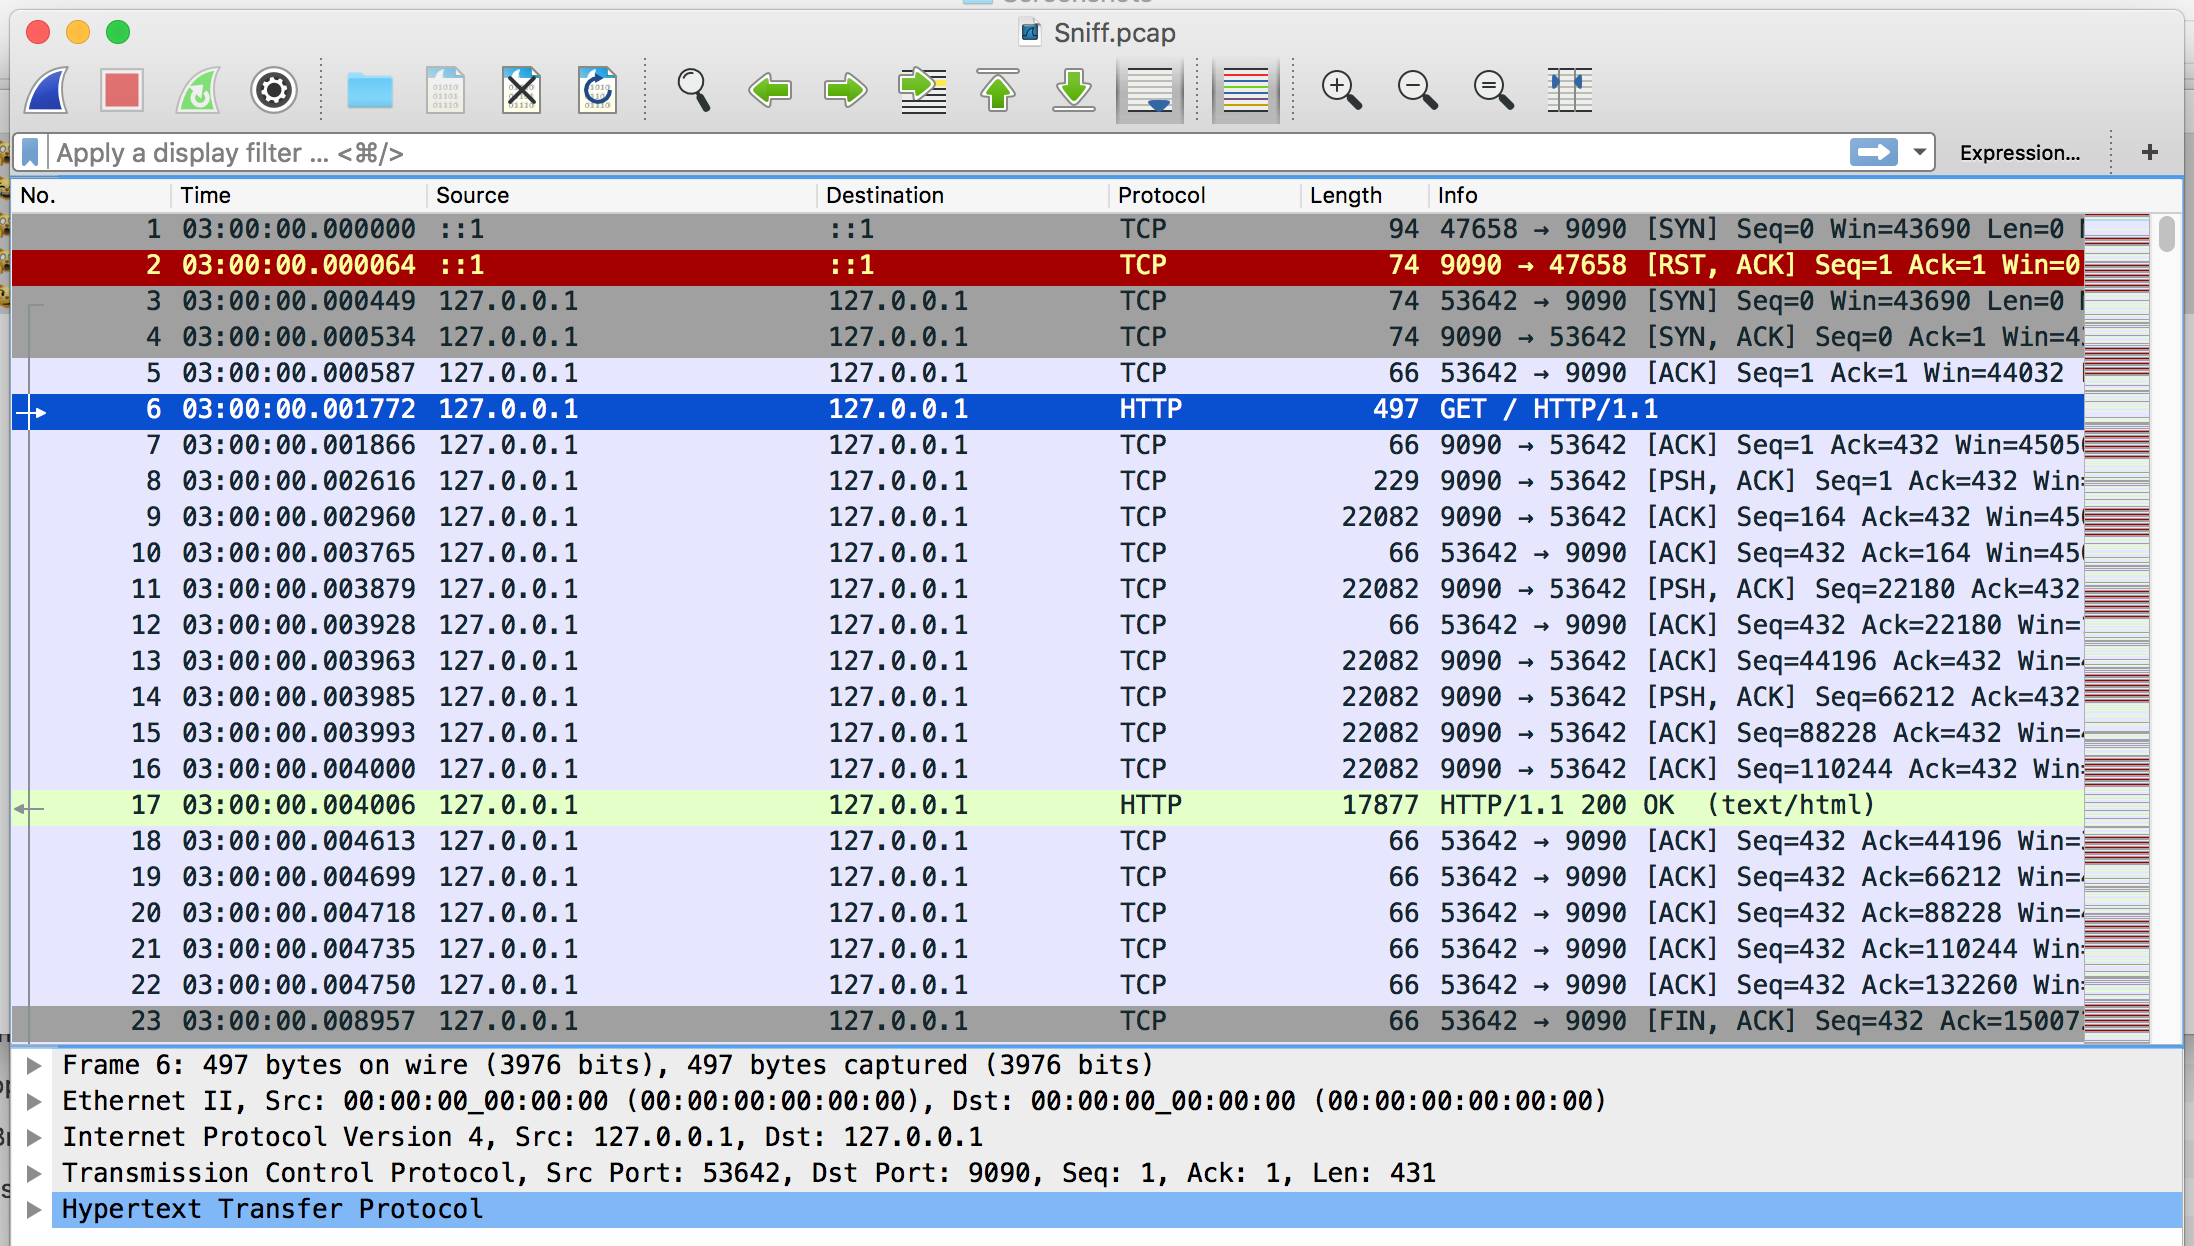 Sniff.pcap
Apply a display filter ... <⌘/>
Expression...
+
No. Time Source Destination Protocol Length Info
1 03:00:00.000000 ::1 ::1 TCP 94 47658 → 9090 [SYN] Seq=0 Win=43690 Len=0
2 03:00:00.000064 ::1 ::1 TCP 74 9090 → 47658 [RST, ACK] Seq=1 Ack=1 Win=0
3 03:00:00.000449 127.0.0.1 127.0.0.1 TCP 74 53642 → 9090 [SYN] Seq=0 Win=43690 Len=0
4 03:00:00.000534 127.0.0.1 127.0.0.1 TCP 74 9090 → 53642 [SYN, ACK] Seq=0 Ack=1 Win=4
5 03:00:00.000587 127.0.0.1 127.0.0.1 TCP 66 53642 → 9090 [ACK] Seq=1 Ack=1 Win=44032
6 03:00:00.001772 127.0.0.1 127.0.0.1 HTTP 497 GET / HTTP/1.1
7 03:00:00.001866 127.0.0.1 127.0.0.1 TCP 66 9090 → 53642 [ACK] Seq=1 Ack=432 Win=4505
8 03:00:00.002616 127.0.0.1 127.0.0.1 TCP 229 9090 → 53642 [PSH, ACK] Seq=1 Ack=432 Win=
9 03:00:00.002960 127.0.0.1 127.0.0.1 TCP 22082 9090 → 53642 [ACK] Seq=164 Ack=432 Win=45
10 03:00:00.003765 127.0.0.1 127.0.0.1 TCP 66 53642 → 9090 [ACK] Seq=432 Ack=164 Win=45
11 03:00:00.003879 127.0.0.1 127.0.0.1 TCP 22082 9090 → 53642 [PSH, ACK] Seq=22180 Ack=432
12 03:00:00.003928 127.0.0.1 127.0.0.1 TCP 66 53642 → 9090 [ACK] Seq=432 Ack=22180 Win=
13 03:00:00.003963 127.0.0.1 127.0.0.1 TCP 22082 9090 → 53642 [ACK] Seq=44196 Ack=432 Win=
14 03:00:00.003985 127.0.0.1 127.0.0.1 TCP 22082 9090 → 53642 [PSH, ACK] Seq=66212 Ack=432
15 03:00:00.003993 127.0.0.1 127.0.0.1 TCP 22082 9090 → 53642 [ACK] Seq=88228 Ack=432 Win=
16 03:00:00.004000 127.0.0.1 127.0.0.1 TCP 22082 9090 → 53642 [ACK] Seq=110244 Ack=432 Win=
17 03:00:00.004006 127.0.0.1 127.0.0.1 HTTP 17877 HTTP/1.1 200 OK (text/html)
18 03:00:00.004613 127.0.0.1 127.0.0.1 TCP 66 53642 → 9090 [ACK] Seq=432 Ack=44196 Win=
19 03:00:00.004699 127.0.0.1 127.0.0.1 TCP 66 53642 → 9090 [ACK] Seq=432 Ack=66212 Win=
20 03:00:00.004718 127.0.0.1 127.0.0.1 TCP 66 53642 → 9090 [ACK] Seq=432 Ack=88228 Win=
21 03:00:00.004735 127.0.0.1 127.0.0.1 TCP 66 53642 → 9090 [ACK] Seq=432 Ack=110244 Win=
22 03:00:00.004750 127.0.0.1 127.0.0.1 TCP 66 53642 → 9090 [ACK] Seq=432 Ack=132260 Win=
23 03:00:00.008957 127.0.0.1 127.0.0.1 TCP 66 53642 → 9090 [FIN, ACK] Seq=432 Ack=15007
Frame 6: 497 bytes on wire (3976 bits), 497 bytes captured (3976 bits)
Ethernet II, Src: 00:00:00_00:00:00 (00:00:00:00:00:00), Dst: 00:00:00_00:00:00 (00:00:00:00:00:00)
Internet Protocol Version 4, Src: 127.0.0.1, Dst: 127.0.0.1
Transmission Control Protocol, Src Port: 53642, Dst Port: 9090, Seq: 1, Ack: 1, Len: 431
Hypertext Transfer Protocol